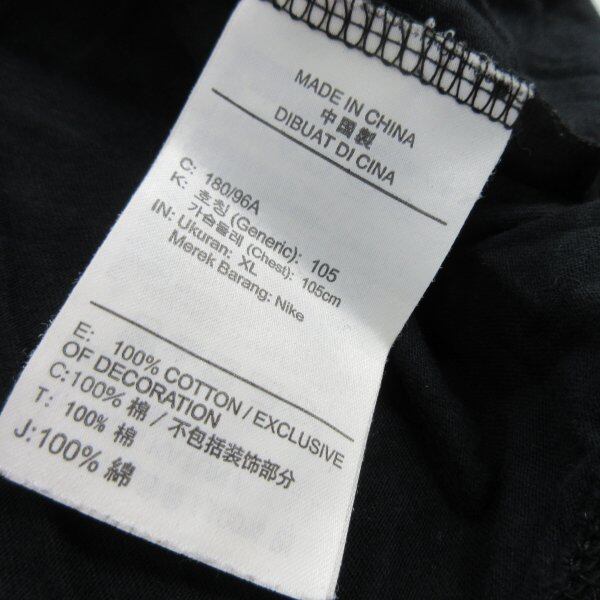 MADE IN CHINA
中國製
DIBUAT DI CINA
C: 180/96A
K: 호칭 (Generic): 105
가슴둘레 (Chest): 105cm
IN: Ukuran: XL
Merek Barang: Nike
E: 100% COTTON / EXCLUSIVE
OF DECORATION
C:100% 棉 / 不包括装饰部分
T: 100% 棉
J:100% 綿